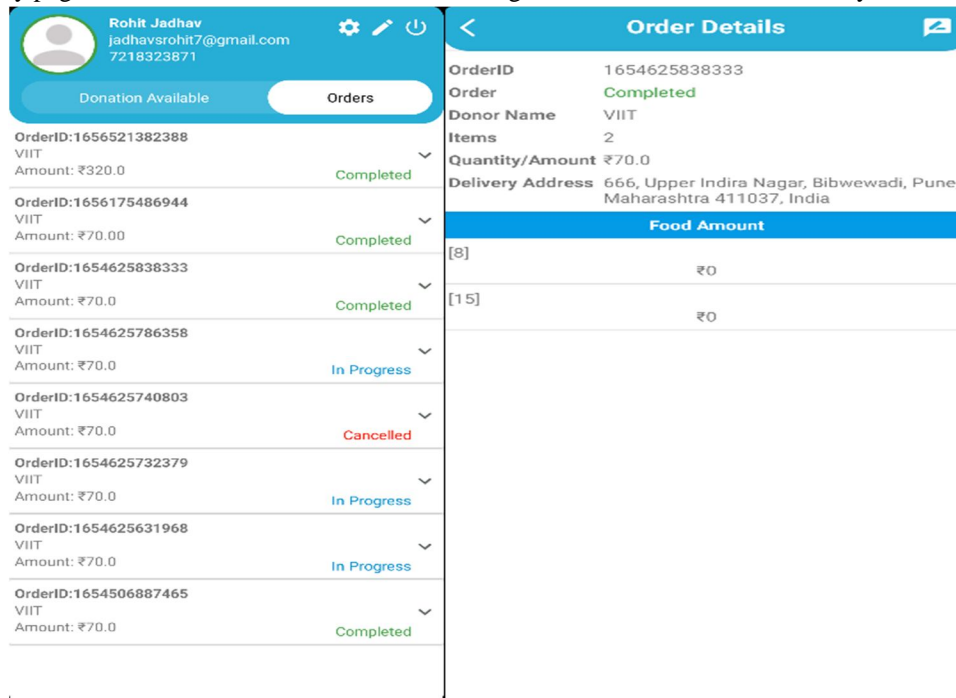 Rohit Jadhav
jadhavsrohit7@gmail.com
7218323871
Donation Available
Orders
OrderID:1656521382388
VIIT
Amount: ₹320.0
Completed
OrderID:1656175486944
VIIT
Amount: ₹70.00
Completed
OrderID:1654625838333
VIIT
Amount: ₹70.0
Completed
OrderID:1654625786358
VIIT
Amount: ₹70.0
In Progress
OrderID:1654625740803
VIIT
Amount: ₹70.0
Cancelled
OrderID:1654625732379
VIIT
Amount: ₹70.0
In Progress
OrderID:1654625631968
VIIT
Amount: ₹70.0
In Progress
OrderID:1654506887465
VIIT
Amount: ₹70.0
Completed
Order Details
OrderID 1654625838333
Order Completed
Donor Name VIIT
Items 2
Quantity/Amount ₹70.0
Delivery Address 666, Upper Indira Nagar, Bibwewadi, Pune
Maharashtra 411037, India
Food Amount
[8]
₹0
[15]
₹0